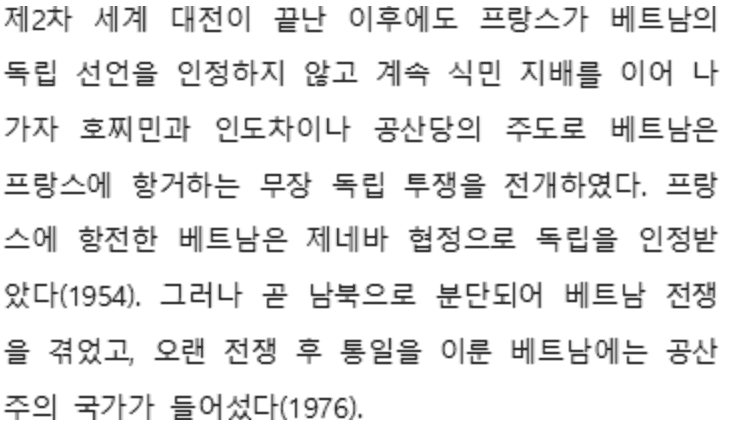 제2차 세계 대전이 끝난 이후에도 프랑스가 베트남의
독립 선언을 인정하지 않고 계속 식민 지배를 이어 나
가자 호찌민과 인도차이나 공산당의 주도로 베트남은
프랑스에 항거하는 무장 독립 투쟁을 전개하였다. 프랑
스에 항전한 베트남은 제네바 협정으로 독립을 인정받
았다(1954). 그러나 곧 남북으로 분단되어 베트남 전쟁
을 겪었고, 오랜 전쟁 후 통일을 이룬 베트남에는 공산
주의 국가가 들어섰다(1976).